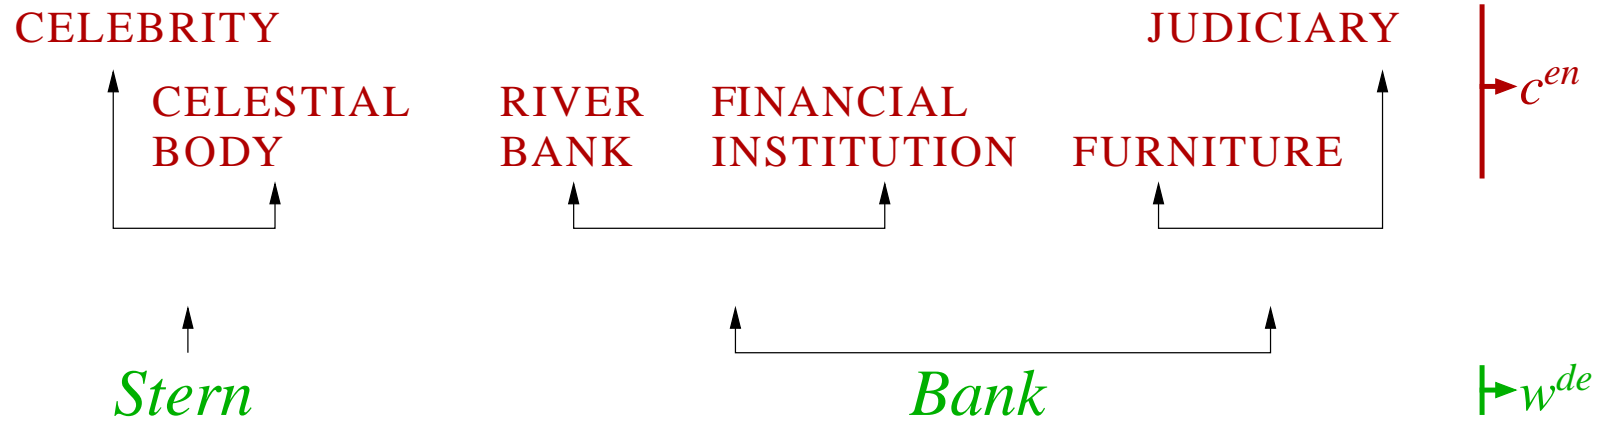 CELEBRITY
JUDICIARY
CELESTIAL BODY
RIVER BANK
FINANCIAL INSTITUTION
FURNITURE
c^en
Stern
Bank
w^de